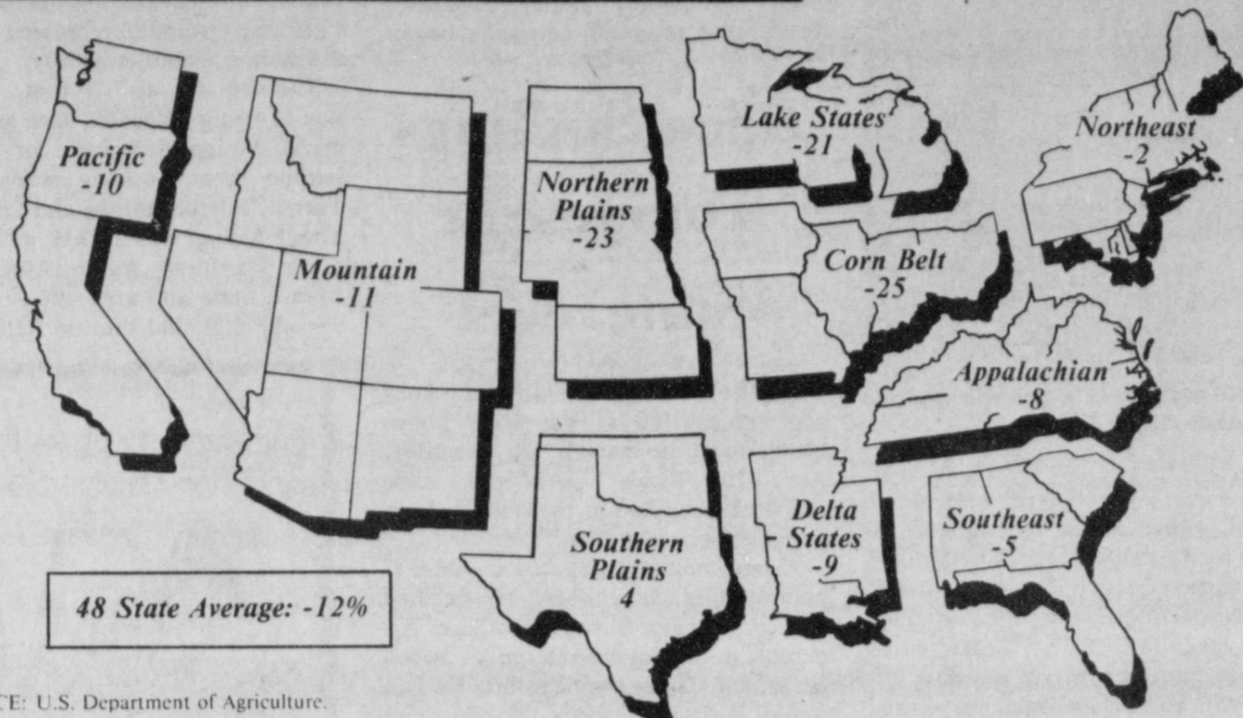 Pacific
-10
Mountain
-11
Northern
Plains
-23
Lake States
-21
Northeast
-2
Corn Belt
-25
Appalachian
-8
Southern
Plains
4
Delta
States
-9
Southeast
-5
48 State Average: -12%
CE: U.S. Department of Agriculture.